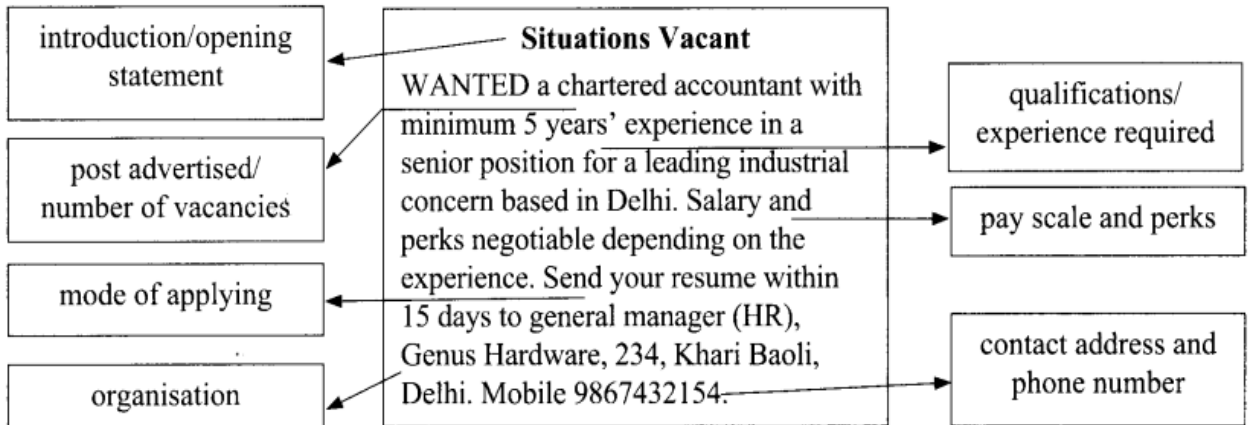 introduction/opening
statement
post advertised/
number of vacancies
mode of applying
organisation
Situations Vacant
WANTED a chartered accountant with
minimum 5 years’ experience in a
senior position for a leading industrial
concern based in Delhi. Salary and
perks negotiable depending on the
experience. Send your resume within
15 days to general manager (HR),
Genus Hardware, 234, Khari Baoli,
Delhi. Mobile 9867432154.
qualifications/
experience required
pay scale and perks
contact address and
phone number